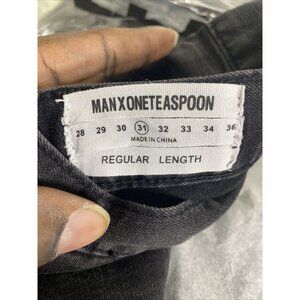 MANXONETEASPOON
28 29 30 31 32 33 34 36
MADE IN CHINA
REGULAR LENGTH